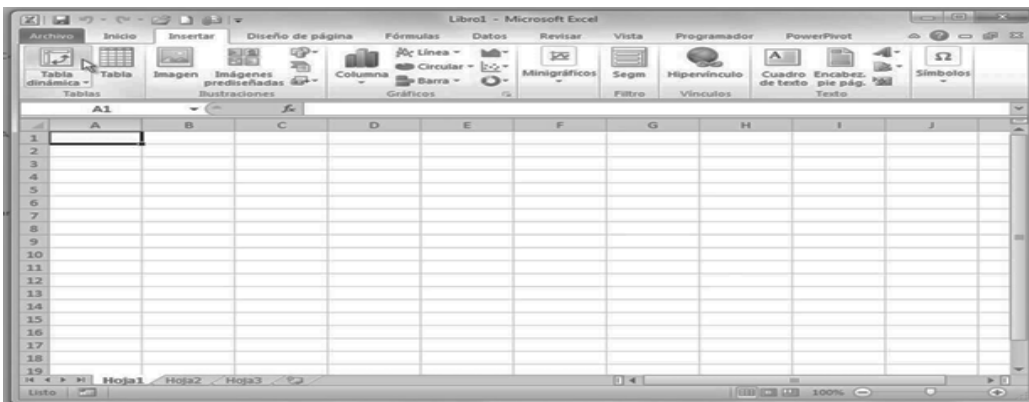 Libro1 - Microsoft Excel
Archivo Inicio Insertar Diseño de página Fórmulas Datos Revisar Vista Programador PowerPivot
Tabla dinámica Tabla Imagen Imágenes prediseñadas Columna Línea Circular Barra Minigráficos Segm Hipervínculo Cuadro de texto Encabez. pie pág. Símbolos
Tablas Ilustraciones Gráficos Filtro Vínculos Texto
A1 fx
A B C D E F G H I J
1
2
3
4
5
6
7
8
9
10
11
12
13
14
15
16
17
18
19
Hoja1 Hoja2 Hoja3
Listo 100%